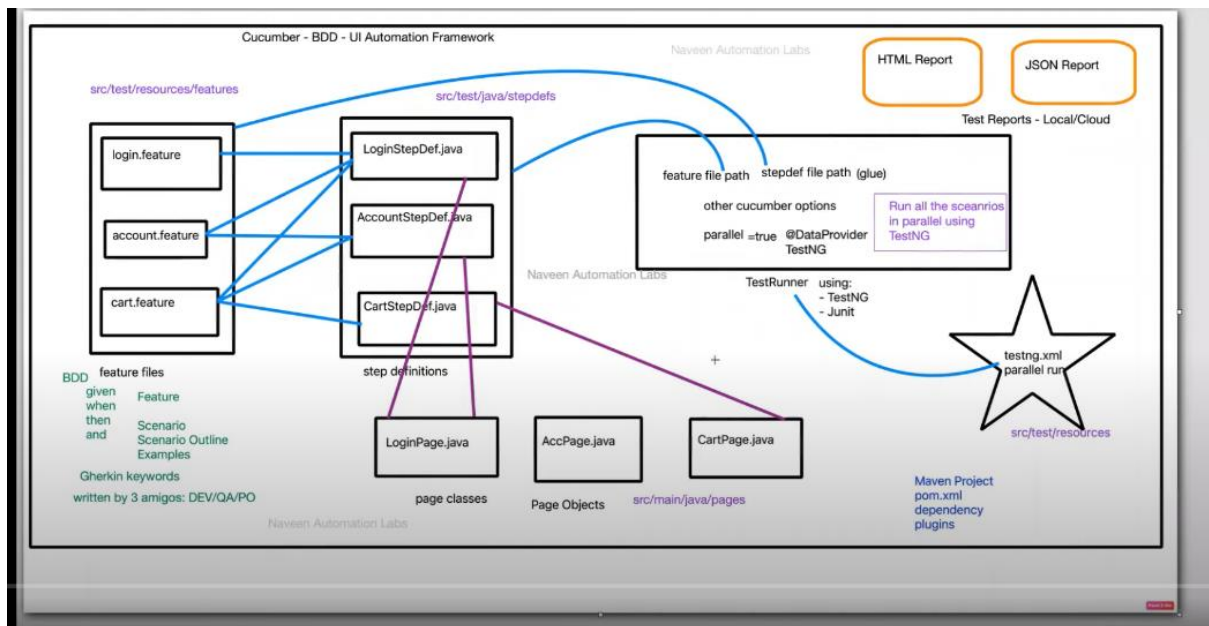 Cucumber - BDD - UI Automation Framework
Naveen Automation Labs
HTML Report
JSON Report
Test Reports - Local/Cloud
src/test/resources/features
src/test/java/stepdefs
login.feature
account.feature
cart.feature
feature files
LoginStepDef.java
AccountStepDef.java
CartStepDef.java
step definitions
feature file path
stepdef file path (glue)
other cucumber options
parallel =true @DataProvider
TestNG
Run all the sceanrios
in parallel using
TestNG
Naveen Automation Labs
TestRunner using:
- TestNG
- Junit
testng.xml
parallel run
src/test/resources
BDD
given
when
then
and
Feature
Scenario
Scenario Outline
Examples
Gherkin keywords
written by 3 amigos: DEV/QA/PO
LoginPage.java
AccPage.java
CartPage.java
page classes
Page Objects
src/main/java/pages
Maven Project
pom.xml
dependency
plugins
Naveen Automation Labs